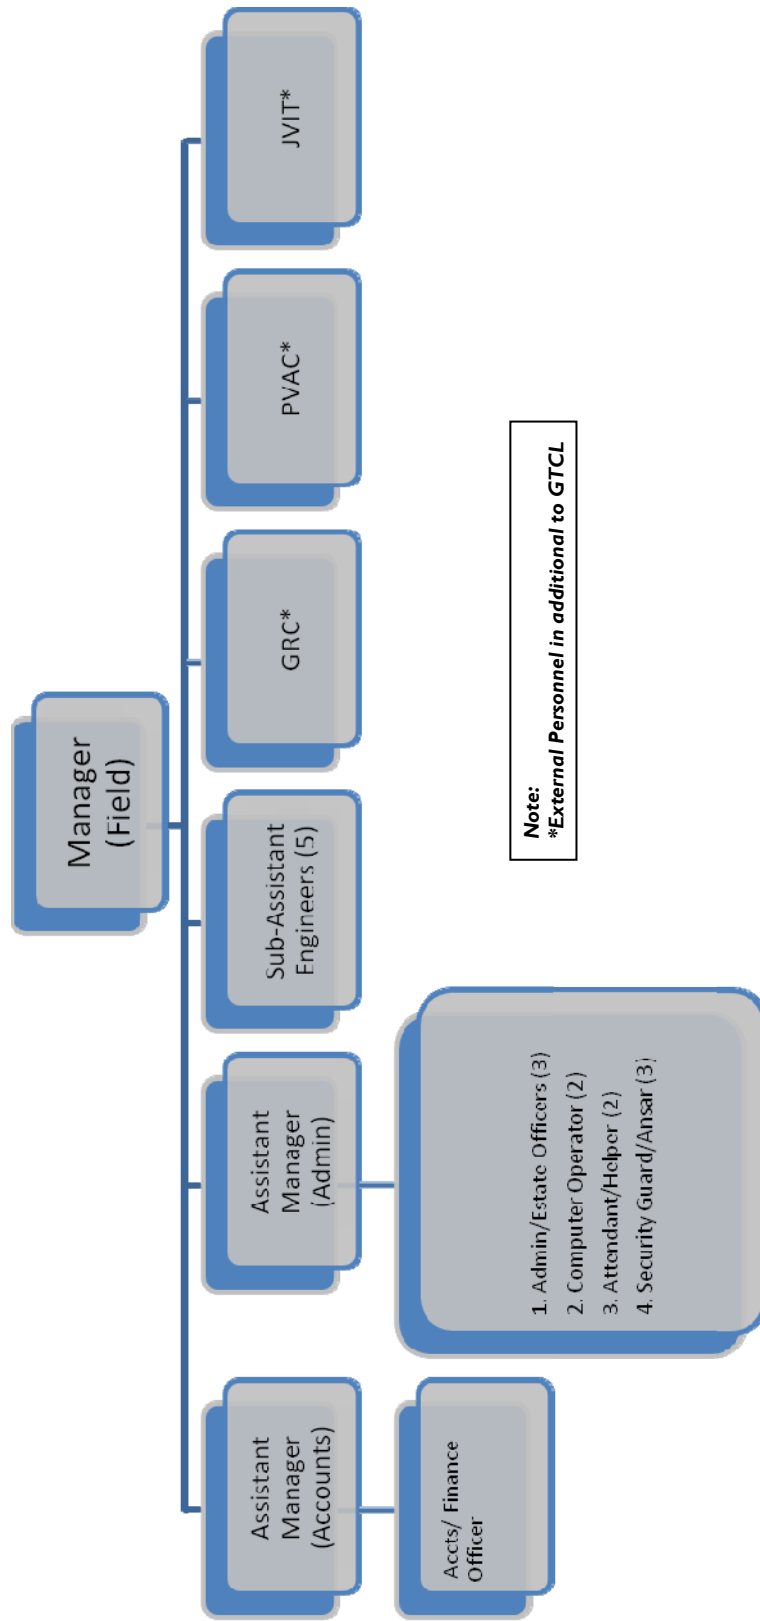 Manager
(Field)
Assistant
Manager
(Accounts)
Assistant
Manager
(Admin)
Sub-Assistant
Engineers (5)
GRC*
PVAC*
JVIT*
Accts/ Finance
Officer
1. Admin/Estate Officers (3)
2. Computer Operator (2)
3. Attendant/Helper (2)
4. Security Guard/Ansar (3)
Note:
*External Personnel in additional to GTCL